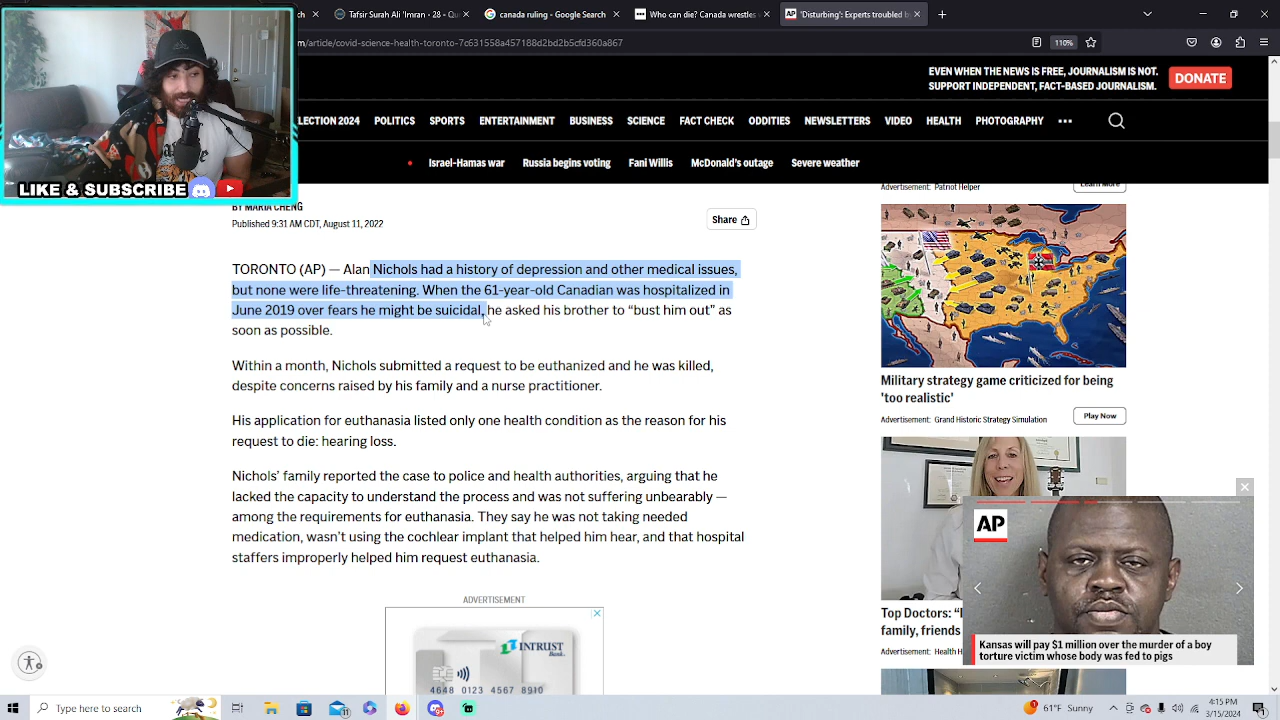 ch
Tafsir Surah Ali 'Imran - 28 - Qu
canada ruling - Google Search
When Dementia Canada wrestles
'Disturbing': Experts troubled by
m/article/covid-science-health-toronto-7c631558a457188d2bd2b5cfd360a867
110%
EVEN WHEN THE NEWS IS FREE, JOURNALISM IS NOT.
SUPPORT INDEPENDENT, FACT-BASED JOURNALISM.
DONATE
LECTION 2024
POLITICS
SPORTS
ENTERTAINMENT
BUSINESS
SCIENCE
FACT CHECK
ODDITIES
NEWSLETTERS
VIDEO
HEALTH
PHOTOGRAPHY
Israel-Hamas war
Russia begins voting
Fani Willis
McDonald's outage
Severe weather
LIKE & SUBSCRIBE
BY MARIA CHENG
Published 9:31 AM CDT, August 11, 2022
Share
TORONTO (AP) — Alan Nichols had a history of depression and other medical issues,
but none were life-threatening. When the 61-year-old Canadian was hospitalized in
June 2019 over fears he might be suicidal, he asked his brother to “bust him out” as
soon as possible.
Within a month, Nichols submitted a request to be euthanized and he was killed,
despite concerns raised by his family and a nurse practitioner.
His application for euthanasia listed only one health condition as the reason for his
request to die: hearing loss.
Nichols’ family reported the case to police and health authorities, arguing that he
lacked the capacity to understand the process and was not suffering unbearably —
among the requirements for euthanasia. They say he was not taking needed
medication, wasn’t using the cochlear implant that helped him hear, and that hospital
staffers improperly helped him request euthanasia.
ADVERTISEMENT
INTRUST
Bank
4648 0123 4567 8910
Advertisement: Patriot Helper
Learn More
Military strategy game criticized for being
'too realistic'
Advertisement: Grand Historic Strategy Simulation
Play Now
Top Doctors: "I
family, friends
Advertisement: Health H
AP
Kansas will pay $1 million over the murder of a boy
torture victim whose body was fed to pigs
Type here to search
61°F Sunny
4:15 PM
3/15/2024